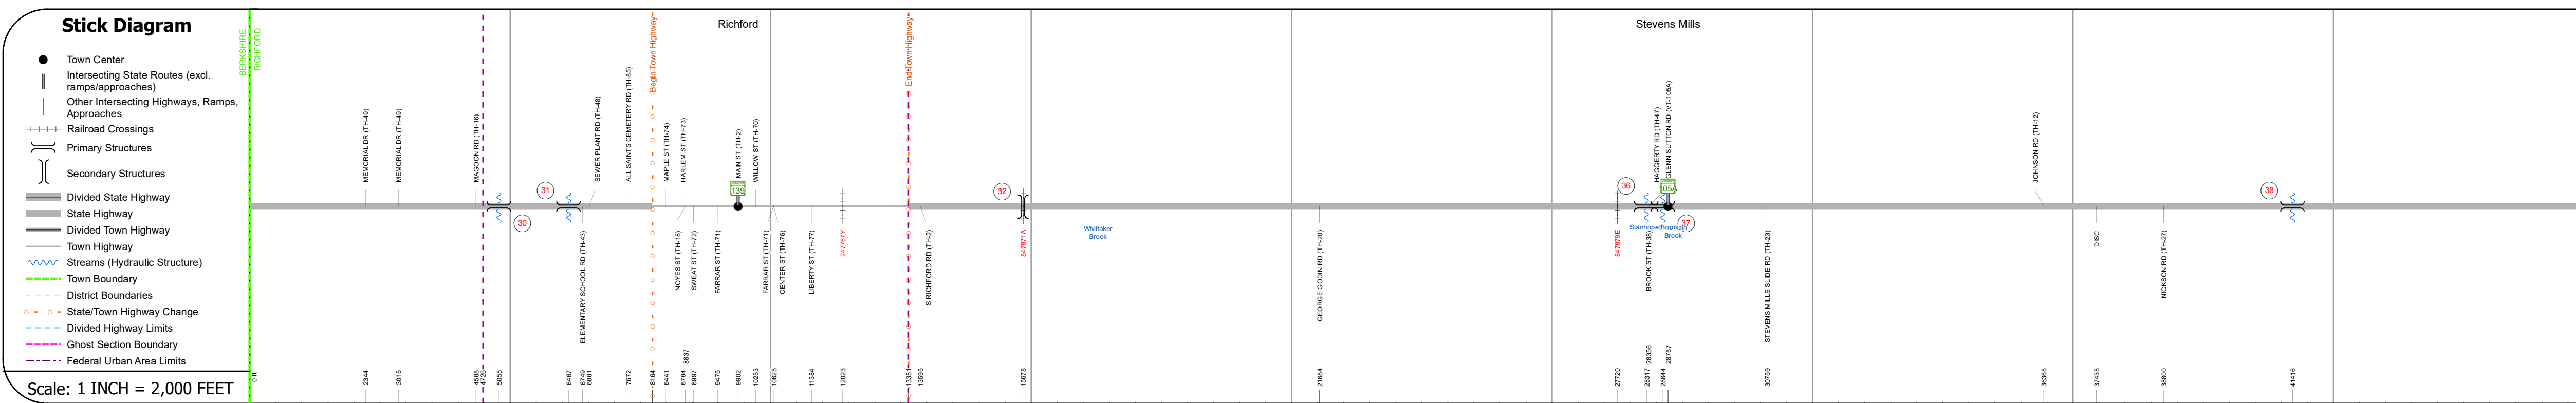 Stick Diagram
Town Center
Intersecting State Routes (excl.
ramps/approaches)
Other Intersecting Highways, Ramps,
Approaches
Railroad Crossings
Primary Structures
Secondary Structures
Divided State Highway
State Highway
Divided Town Highway
Town Highway
Streams (Hydraulic Structure)
Town Boundary
District Boundaries
State/Town Highway Change
Divided Highway Limits
Ghost Section Boundary
Federal Urban Area Limits
Scale: 1 INCH = 2,000 FEET
BERKSHIRE
RICHFORD
Richford
Stevens Mills
Begin Town Highway
End Town Highway
MEMORIAL DR (TH-49)
MEMORIAL DR (TH-49)
MAGOON RD (TH-16)
SEWER PLANT RD (TH-48)
ALL SAINTS CEMETERY RD (TH-85)
MAPLE ST (TH-74)
HARLEM ST (TH-73)
MAIN ST (TH-2)
WILLOW ST (TH-70)
HAGGERTY RD (TH-47)
GLENN SUTTON RD (VT-105A)
JOHNSON RD (TH-12)
30
31
139
32
36
105A
37
38
ELEMENTARY SCHOOL RD (TH-43)
NOYES ST (TH-18)
SWEAT ST (TH-72)
FARRAR ST (TH-71)
FARRAR ST (TH-71)
CENTER ST (TH-76)
LIBERTY ST (TH-77)
247767Y
S RICHFORD RD (TH-2)
847871A
Whittaker
Brook
GEORGE GODIN RD (TH-20)
847879E
Stanhope
Brook
BROOK ST (TH-38)
STEVENS MILLS SLIDE RD (TH-23)
DISC
NICKSON RD (TH-27)
0 ft
2344
3015
4588
4726
5055
6467
6749
6881
7672
8164
8441
8784
8837
8997
9475
9902
10253
10625
11384
12023
13351
13595
15678
21684
27720
28317
28356
28644
28757
30759
36368
37435
38800
41416